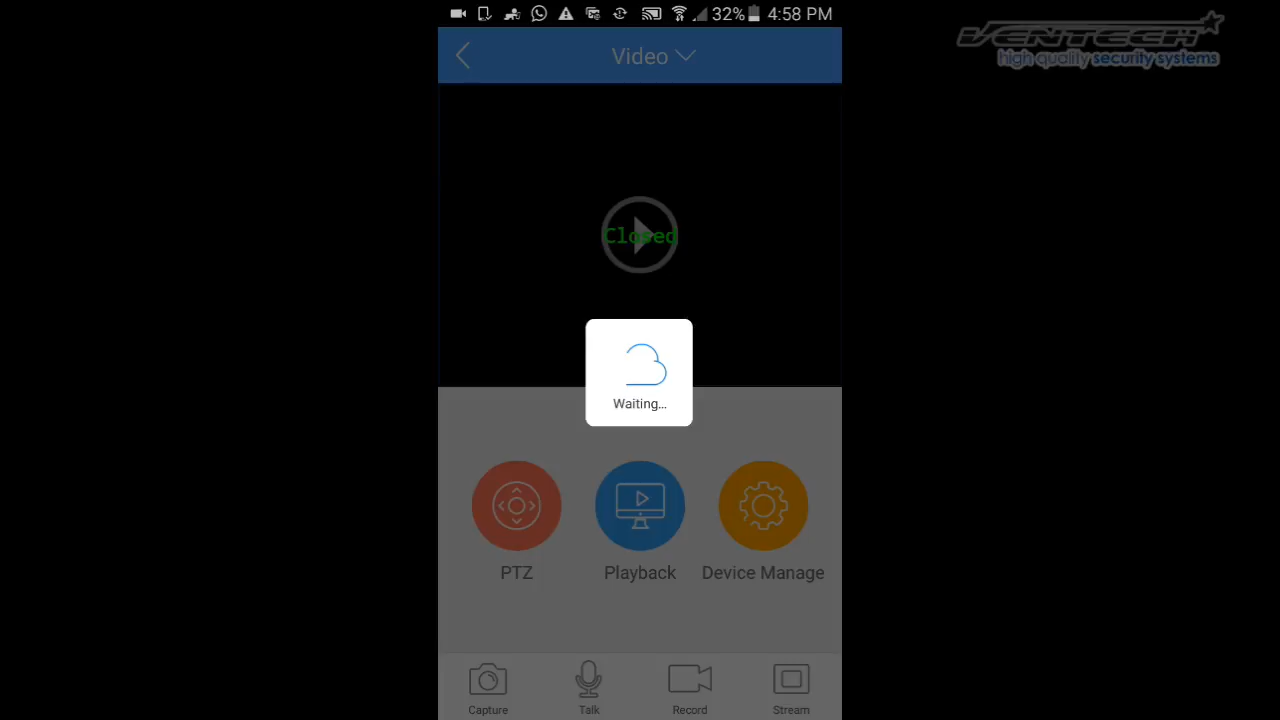 32% 4:58 PM
VENTECH
high quality security systems
Video
Closed
Waiting...
PTZ Playback Device Manage
Capture Talk Record Stream